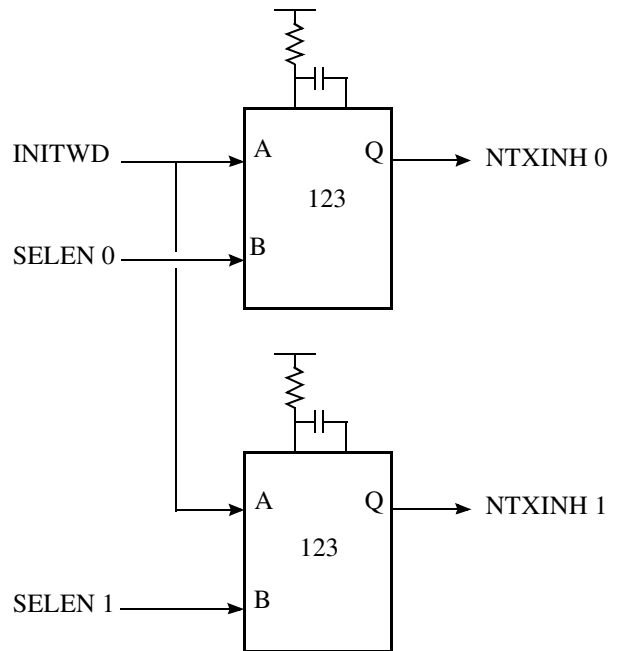 INITWD
A
Q
NTXINH 0
123
SELEN 0
B
A
Q
NTXINH 1
123
SELEN 1
B